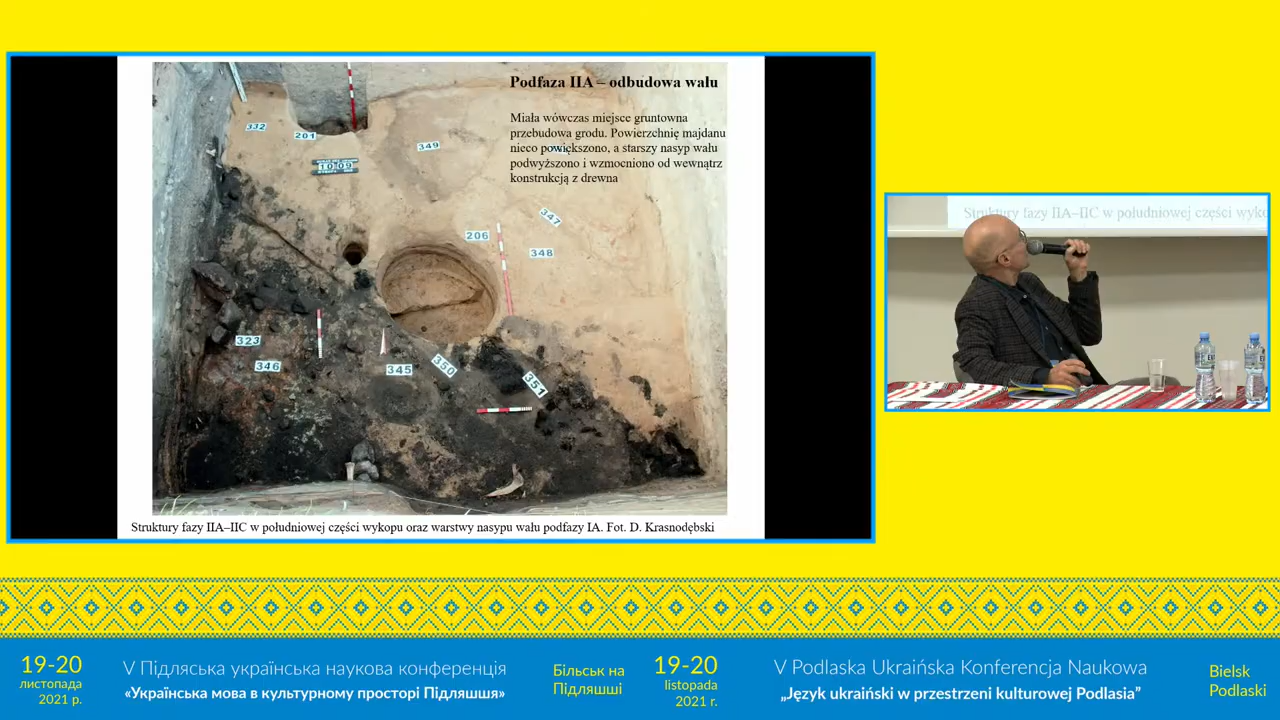 Podfaza IIA – odbudowa wału
Miała wówczas miejsce gruntowna
przebudowa grodu. Powierzchnię majdanu
nieco powiększono, a starszy nasyp wału
podwyższono i wzmocniono od wewnątrz
konstrukcją z drewna
332
201
349
10/09
347
206
348
323
346
345
350
351
Struktury fazy IIA–IIC w południowej części wykopu oraz warstwy nasypu wału podfazy IA. Fot. D. Krasnodębski
Struktury fazy IIA–IIC w południowej części wyko
19-20
листопада
2021 р.
V Підляська українська наукова конференція
«Українська мова в культурному просторі Підляшшя»
Більськ на
Підляшші
19-20
listopada
2021 r.
V Podlaska Ukraińska Konferencja Naukowa
„Język ukraiński w przestrzeni kulturowej Podlasia”
Bielsk
Podlaski